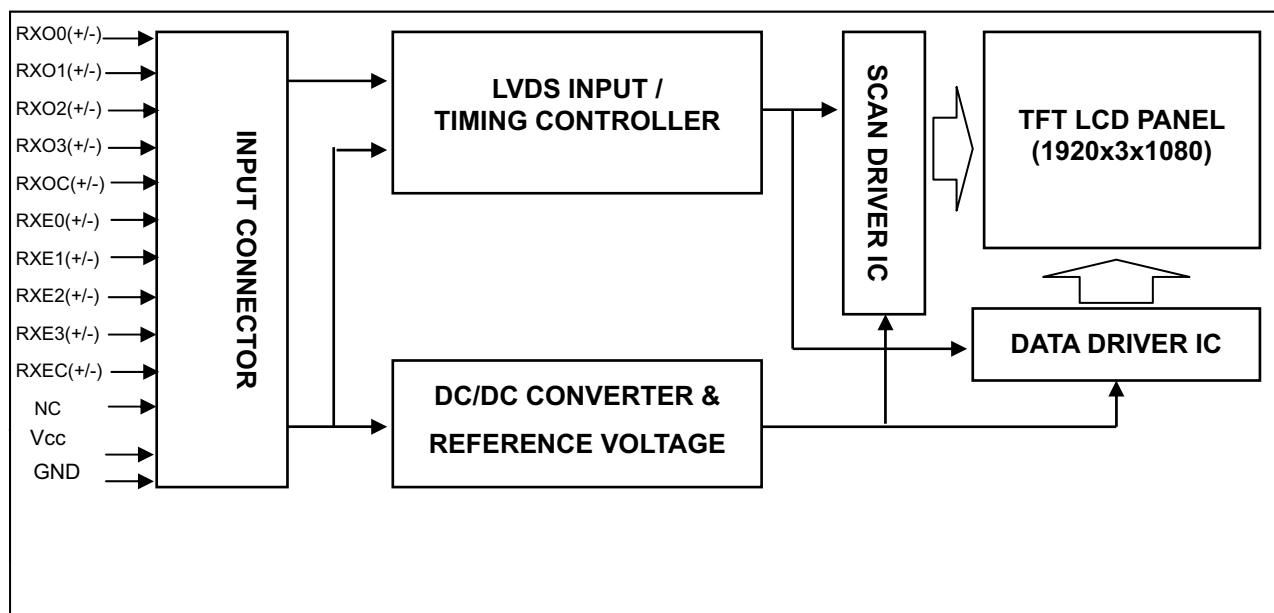 RXO0(+/-)
RXO1(+/-)
RXO2(+/-)
RXO3(+/-)
RXOC(+/-)
RXE0(+/-)
RXE1(+/-)
RXE2(+/-)
RXE3(+/-)
RXEC(+/-)
NC
Vcc
GND
INPUT CONNECTOR
LVDS INPUT /
TIMING CONTROLLER
DC/DC CONVERTER &
REFERENCE VOLTAGE
SCAN DRIVER IC
TFT LCD PANEL
(1920x3x1080)
DATA DRIVER IC